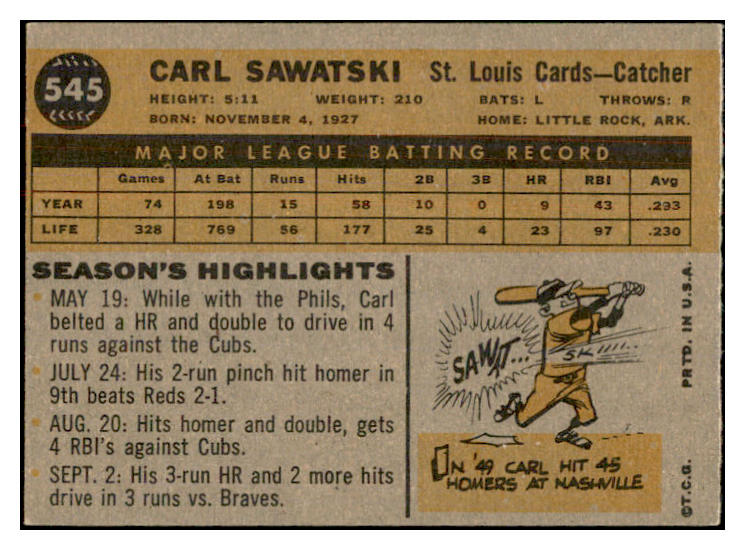 545
CARL SAWATSKI St. Louis Cards—Catcher
HEIGHT: 5:11 WEIGHT: 210 BATS: L THROWS: R
BORN: NOVEMBER 4, 1927 HOME: LITTLE ROCK, ARK.
MAJOR LEAGUE BATTING RECORD
Games At Bat Runs Hits 2B 3B HR RBI Avg
YEAR 74 198 15 58 10 0 9 43 .293
LIFE 328 769 56 177 25 4 23 97 .230
SEASON'S HIGHLIGHTS
MAY 19: While with the Phils, Carl
belted a HR and double to drive in 4
runs against the Cubs.
JULY 24: His 2-run pinch hit homer in
9th beats Reds 2-1.
AUG. 20: Hits homer and double, gets
4 RBI's against Cubs.
SEPT. 2: His 3-run HR and 2 more hits
drive in 3 runs vs. Braves.
SAWAT... SKI!!!!...
IN '49 CARL HIT 45
HOMERS AT NASHVILLE
©T.C.G. PRTD. IN U.S.A.